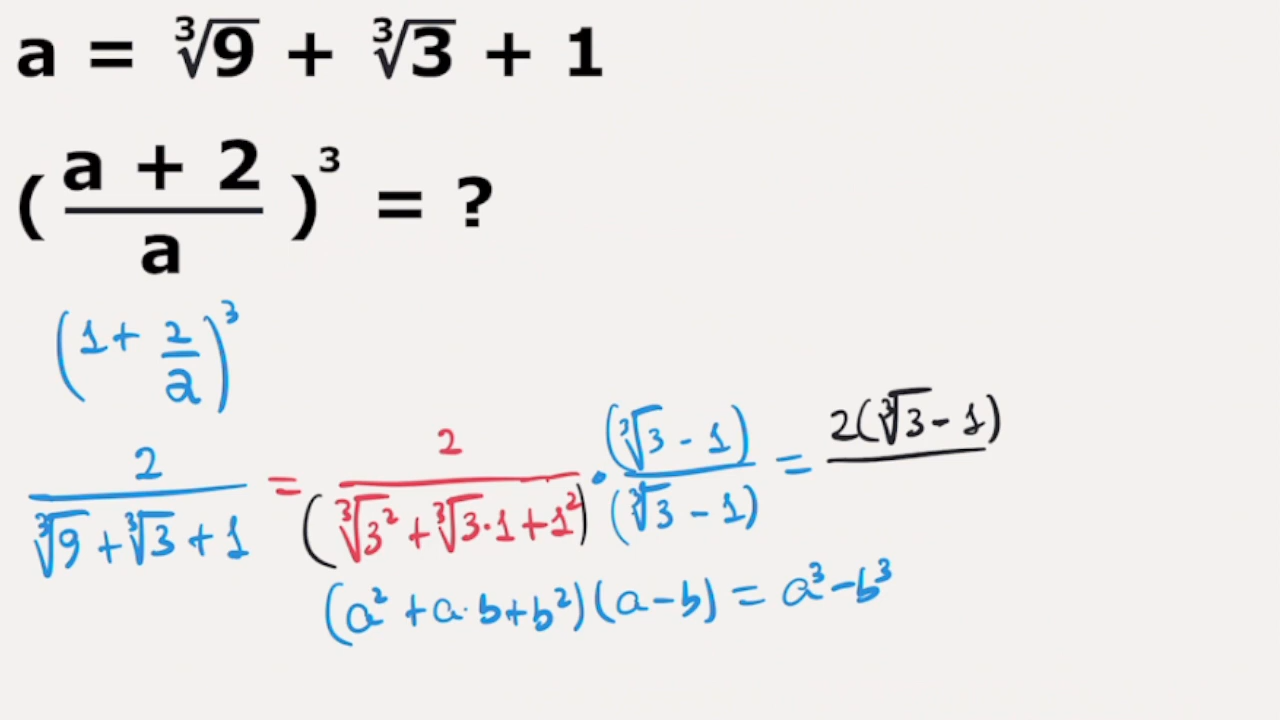 a = ∛9 + ∛3 + 1
( (a + 2) / a )³ = ?
(1 + 2/a)³
2 / (∛9 + ∛3 + 1) = 2 / (∛3² + ∛3·1 + 1²) · (∛3 - 1) / (∛3 - 1) = 2(∛3 - 1)
(a² + a·b + b²)(a - b) = a³ - b³